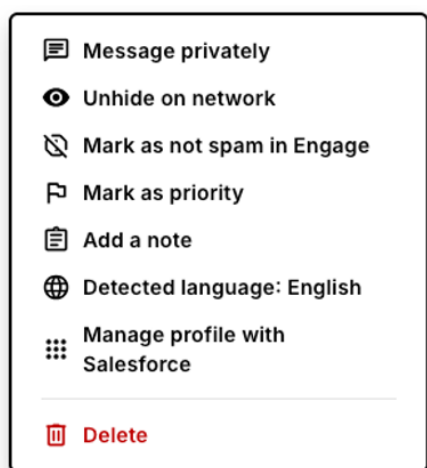 Message privately
Unhide on network
Mark as not spam in Engage
Mark as priority
Add a note
Detected language: English
Manage profile with
Salesforce
Delete